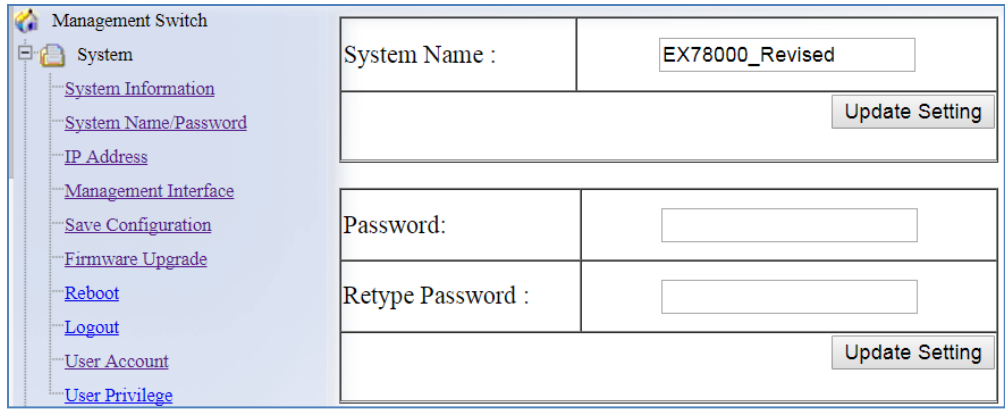 Management Switch
System
System Information
System Name/Password
IP Address
Management Interface
Save Configuration
Firmware Upgrade
Reboot
Logout
User Account
User Privilege
System Name :
EX78000_Revised
Update Setting
Password:
Retype Password :
Update Setting